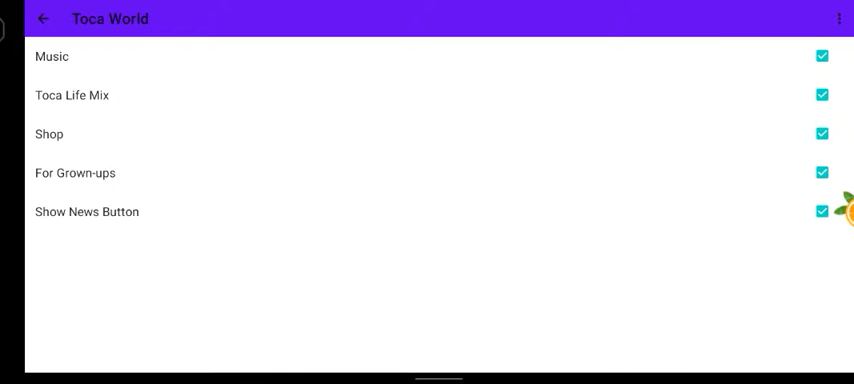 Toca World
Music
Toca Life Mix
Shop
For Grown-ups
Show News Button